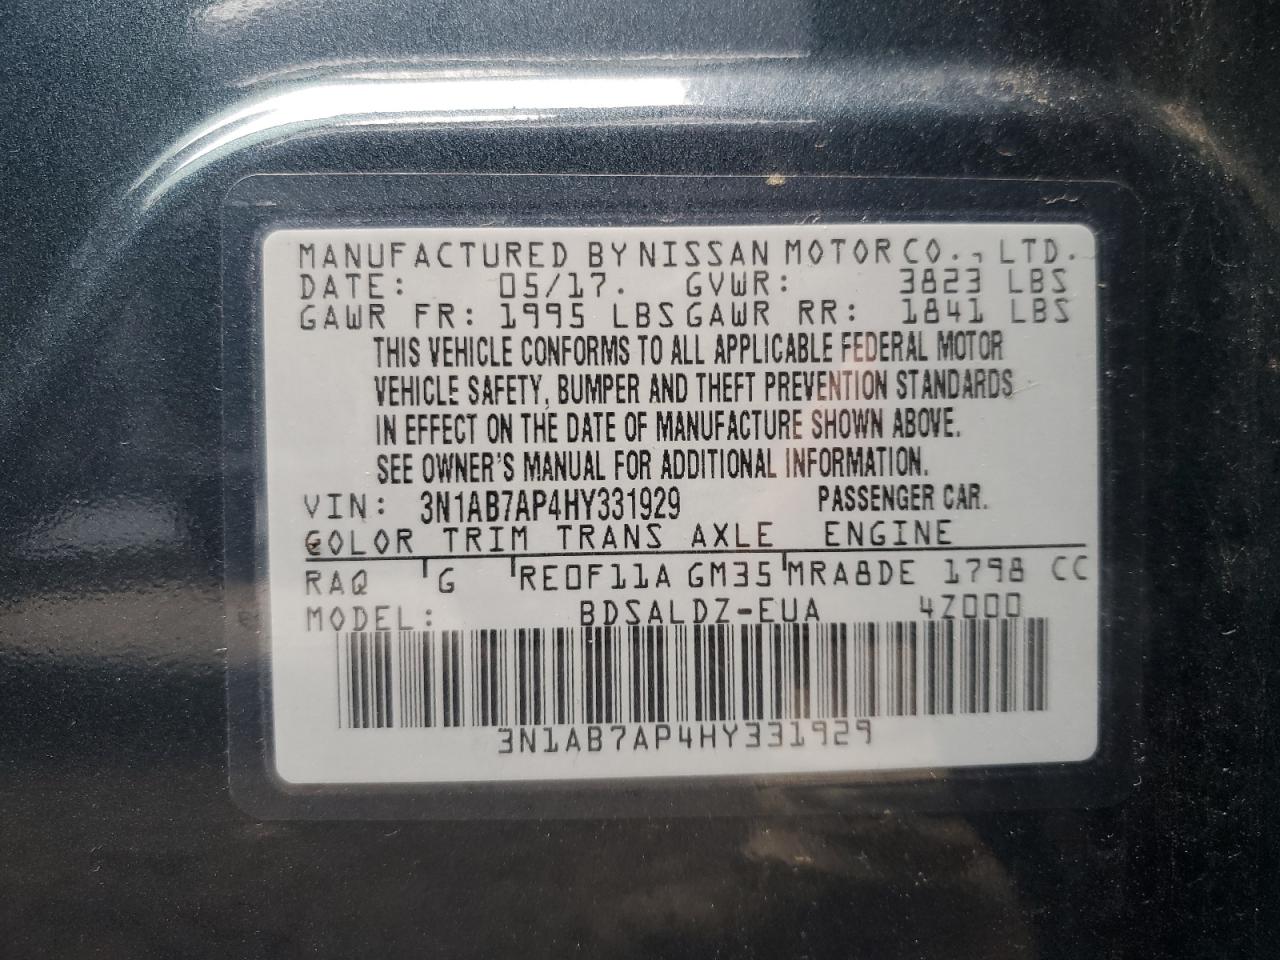 MANUFACTURED BY NISSAN MOTOR CO., LTD.
DATE: 05/17. GVWR: 3823 LBS
GAWR FR: 1995 LBS GAWR RR: 1841 LBS
THIS VEHICLE CONFORMS TO ALL APPLICABLE FEDERAL MOTOR
VEHICLE SAFETY, BUMPER AND THEFT PREVENTION STANDARDS
IN EFFECT ON THE DATE OF MANUFACTURE SHOWN ABOVE.
SEE OWNER'S MANUAL FOR ADDITIONAL INFORMATION.
VIN: 3N1AB7AP4HY331929 PASSENGER CAR.
COLOR TRIM TRANS AXLE ENGINE
RAQ G RE0F11A GM35 MRA8DE 1798 CC
MODEL: BDSALDZ-EUA 4Z000
3N1AB7AP4HY331929